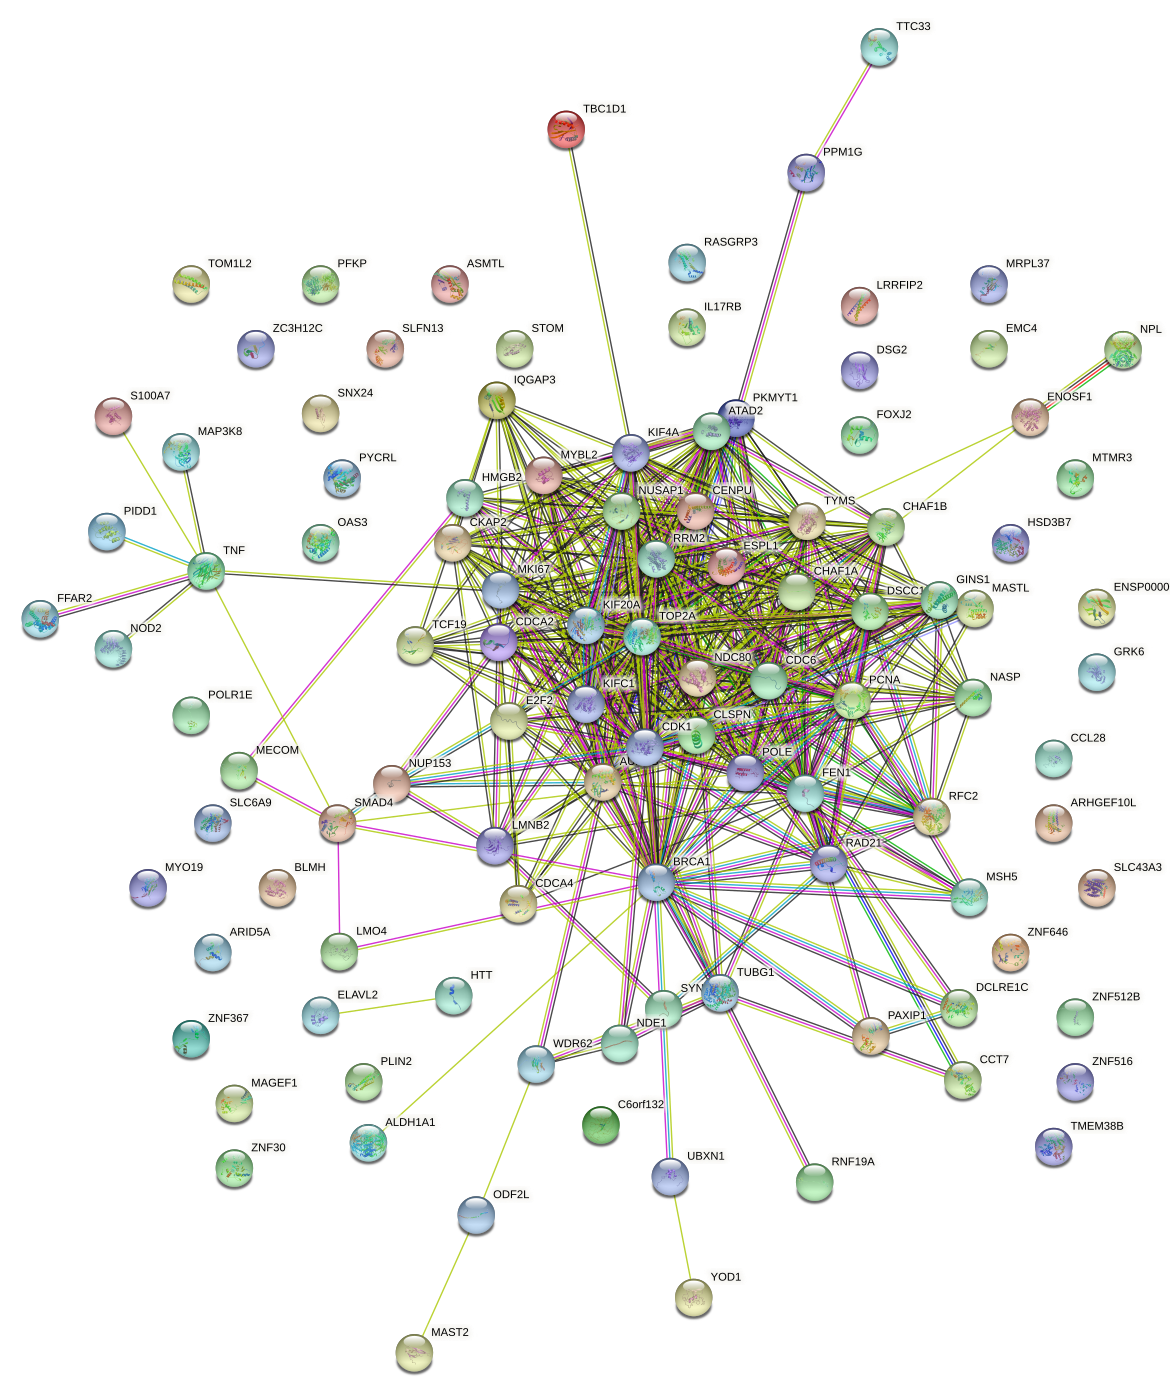 TTC33
TBC1D1
PPM1G
RASGRP3
TOM1L2
PFKP
ASMTL
MRPL37
LRRFIP2
IL17RB
ZC3H12C
SLFN13
STOM
EMC4
NPL
DSG2
IQGAP3
S100A7
SNX24
PKMYT1
ATAD2
ENOSF1
FOXJ2
KIF4A
MAP3K8
PYCRL
MYBL2
HMGB2
NUSAP1
CENPU
MTMR3
TYMS
CHAF1B
PIDD1
OAS3
CKAP2
HSD3B7
RRM2
ESPL1
TNF
MKI67
CHAF1A
GINS1
DSCC1
MASTL
ENSP0000
FFAR2
NOD2
KIF20A
TOP2A
TCF19
CDCA2
NDC80
CDC6
GRK6
PCNA
NASP
KIFC1
POLR1E
E2F2
CLSPN
CDK1
MECOM
NUP153
AU
POLE
FEN1
CCL28
SLC6A9
SMAD4
RFC2
ARHGEF10L
LMNB2
RAD21
MYO19
BLMH
BRCA1
MSH5
SLC43A3
CDCA4
ARID5A
LMO4
ZNF646
HTT
TUBG1
DCLRE1C
ELAVL2
SYN
ZNF512B
ZNF367
NDE1
PAXIP1
WDR62
CCT7
ZNF516
MAGEF1
PLIN2
C6orf132
ALDH1A1
TMEM38B
ZNF30
UBXN1
RNF19A
ODF2L
YOD1
MAST2